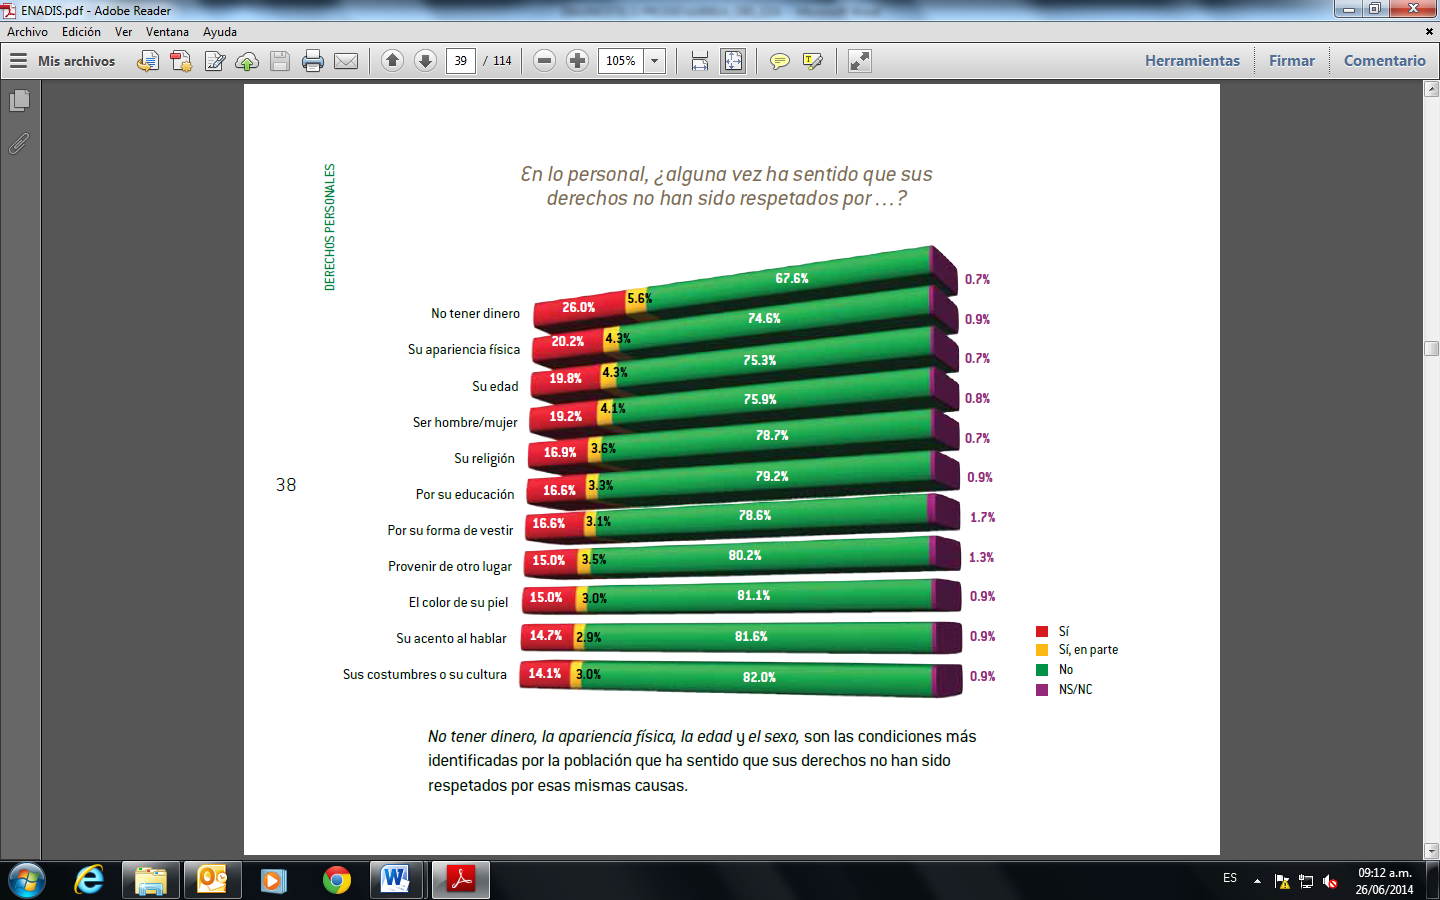 ENADIS.pdf - Adobe Reader
Archivo Edición Ver Ventana Ayuda
Mis archivos 39 / 114 105% Herramientas Firmar Comentario
DERECHOS PERSONALES
En lo personal, ¿alguna vez ha sentido que sus
derechos no han sido respetados por ...?
No tener dinero 26.0% 5.6% 67.6% 0.7%
Su apariencia física 20.2% 4.3% 74.6% 0.9%
Su edad 19.8% 4.3% 75.3% 0.7%
Ser hombre/mujer 19.2% 4.1% 75.9% 0.8%
Su religión 16.9% 3.6% 78.7% 0.7%
Por su educación 16.6% 3.3% 79.2% 0.9%
Por su forma de vestir 16.6% 3.1% 78.6% 1.7%
Provenir de otro lugar 15.0% 3.5% 80.2% 1.3%
El color de su piel 15.0% 3.0% 81.1% 0.9%
Su acento al hablar 14.7% 2.9% 81.6% 0.9%
Sus costumbres o su cultura 14.1% 3.0% 82.0% 0.9%
38
Sí
Sí, en parte
No
NS/NC
No tener dinero, la apariencia física, la edad y el sexo, son las condiciones más
identificadas por la población que ha sentido que sus derechos no han sido
respetados por esas mismas causas.
ES
09:12 a.m.
26/06/2014